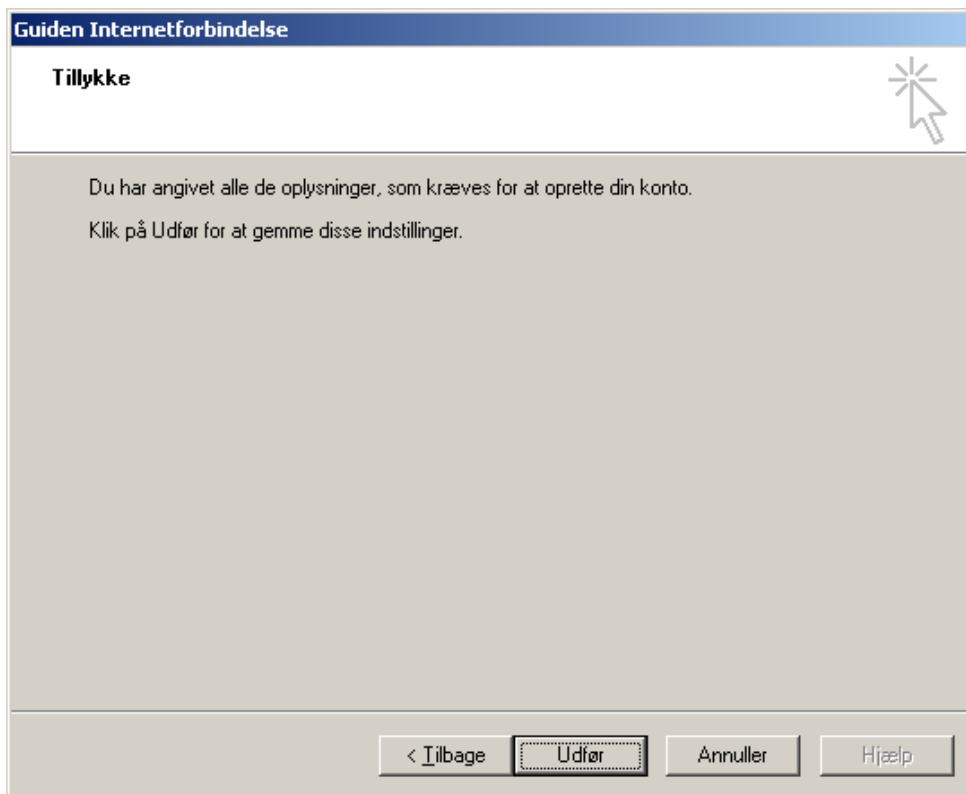 Guiden Internetforbindelse
Tillykke
Du har angivet alle de oplysninger, som kræves for at oprette din konto.
Klik på Udfør for at gemme disse indstillinger.
< Tilbage Udfør Annuller Hjælp